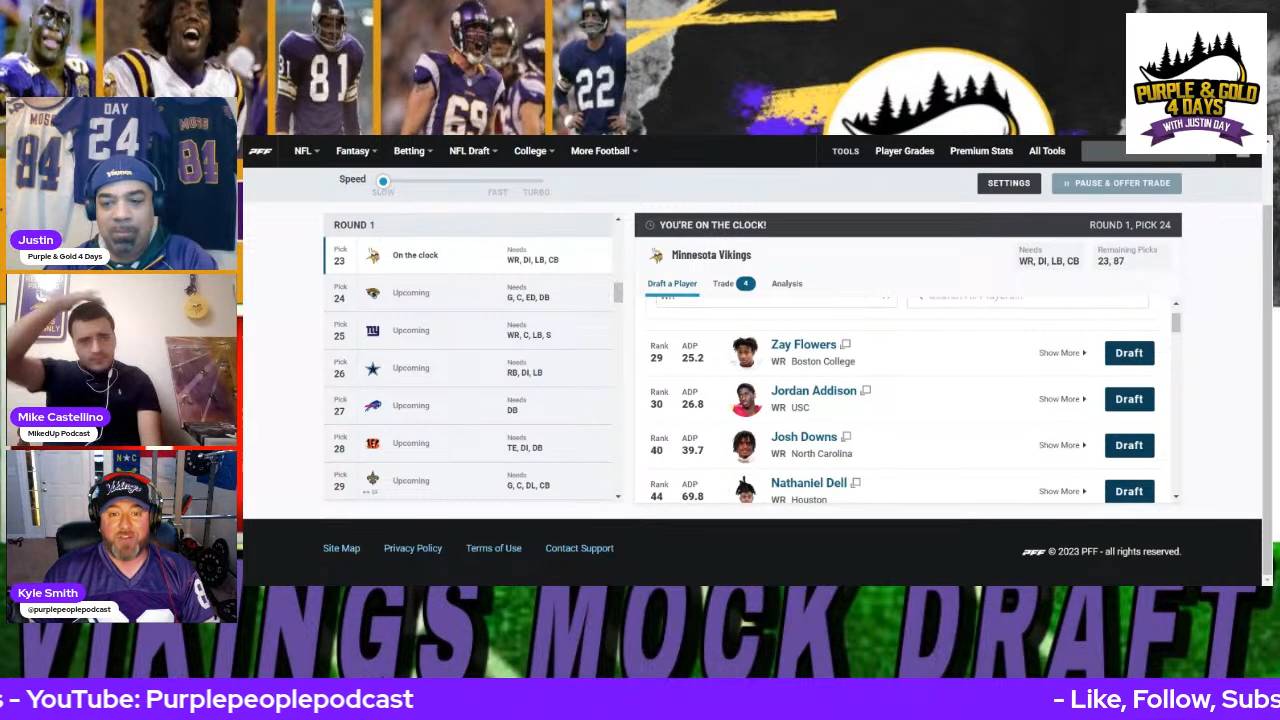 81
69
22
PURPLE & GOLD
4 DAYS
WITH JUSTIN DAY
MOSS
84
DAY
24
MOSS
84
VIKINGS
Justin
Purple & Gold 4 Days
ONLY
Mike Castellino
MikedUp Podcast
N C
Vikings
8
Kyle Smith
@purplepeoplepodcast
PFF NFL Fantasy Betting NFL Draft College More Football TOOLS Player Grades Premium Stats All Tools
Speed
SLOW FAST TURBO
SETTINGS
PAUSE & OFFER TRADE
ROUND 1
Pick 23 On the clock Needs WR, DI, LB, CB
Pick 24 Upcoming Needs G, C, ED, DB
Pick 25 Upcoming Needs WR, C, LB, S
Pick 26 Upcoming Needs RB, DI, LB
Pick 27 Upcoming Needs DB
Pick 28 Upcoming Needs TE, DI, DB
Pick 29 Upcoming Needs G, C, DL, CB
YOU'RE ON THE CLOCK! ROUND 1, PICK 24
Minnesota Vikings
Needs
WR, DI, LB, CB
Remaining Picks
23, 87
Draft a Player Trade 4 Analysis
Rank 29 ADP 25.2 Zay Flowers WR Boston College Show More Draft
Rank 30 ADP 26.8 Jordan Addison WR USC Show More Draft
Rank 40 ADP 39.7 Josh Downs WR North Carolina Show More Draft
Rank 44 ADP 69.8 Nathaniel Dell WR Houston Show More Draft
Site Map Privacy Policy Terms of Use Contact Support
PFF © 2023 PFF - all rights reserved.
VIKINGS MOCK DRAFT
s - YouTube: Purplepeoplepodcast - Like, Follow, Subs